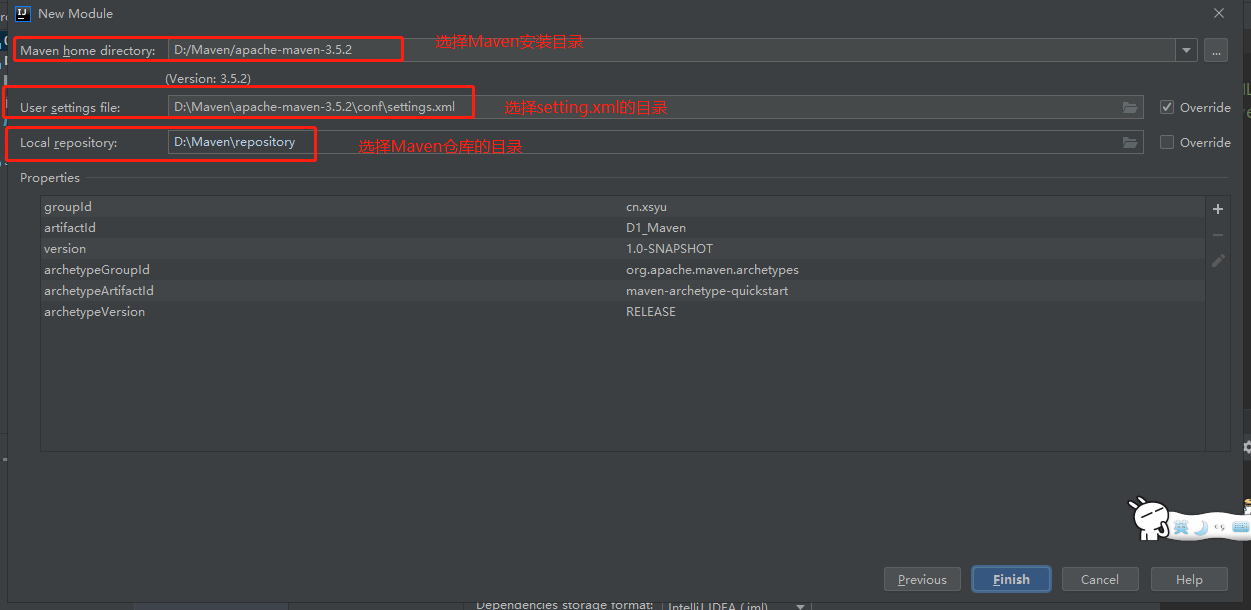 New Module
Maven home directory: D:/Maven/apache-maven-3.5.2 选择Maven安装目录 ...
(Version: 3.5.2)
User settings file: D:\Maven\apache-maven-3.5.2\conf\settings.xml 选择setting.xml的目录 Override
Local repository: D:\Maven\repository 选择Maven仓库的目录 Override
Properties
groupId cn.xsyu
artifactId D1_Maven
version 1.0-SNAPSHOT
archetypeGroupId org.apache.maven.archetypes
archetypeArtifactId maven-archetype-quickstart
archetypeVersion RELEASE
英
Previous Finish Cancel Help
Dependencies storage format: IntelliJ IDEA (.iml)